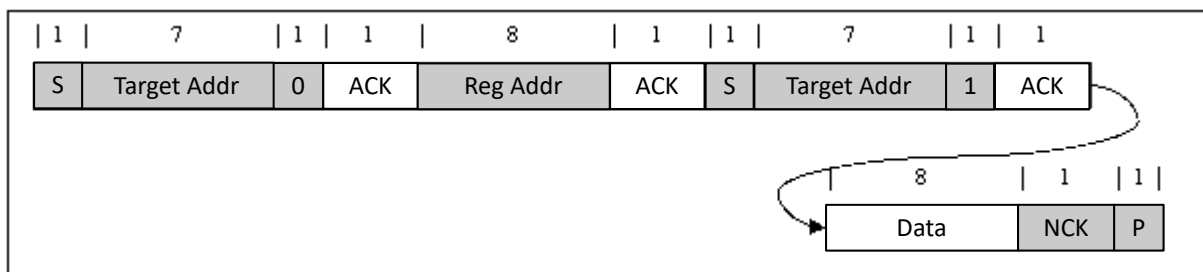 | 1 | 7 | 1 | 1 | 8 | 1 | 1 | 7 | 1 | 1
S Target Addr 0 ACK Reg Addr ACK S Target Addr 1 ACK
| 8 | 1 | 1 |
Data NCK P